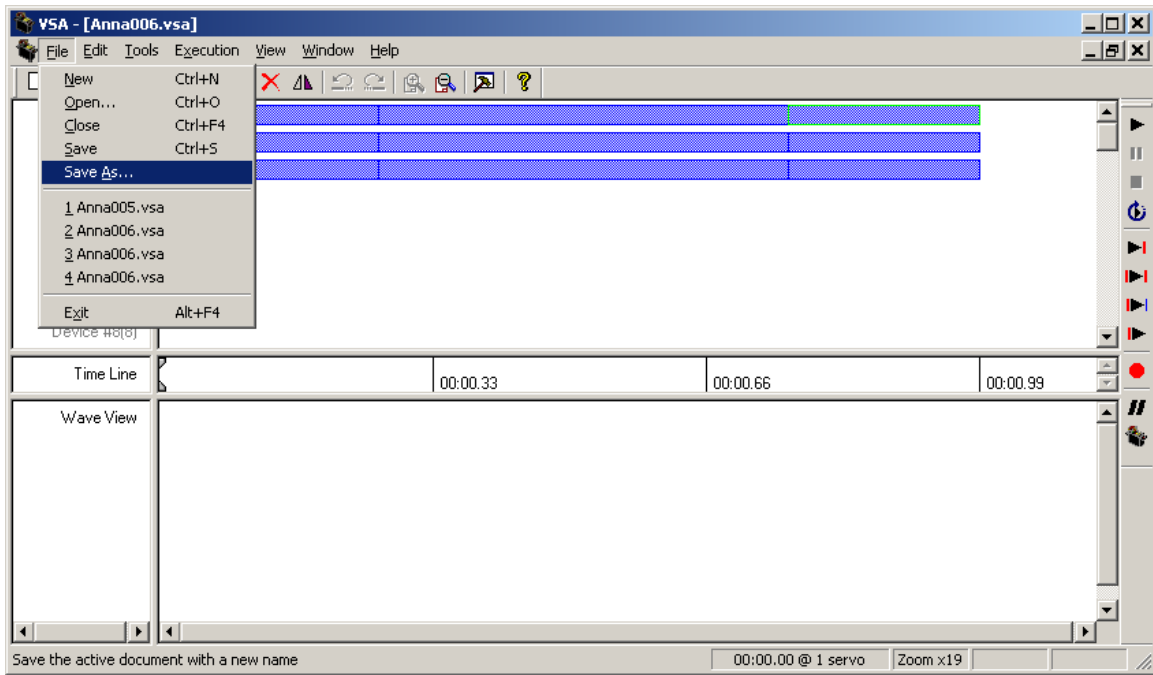 VSA - [Anna006.vsa]
File Edit Tools Execution View Window Help
New Ctrl+N
Open... Ctrl+O
Close Ctrl+F4
Save Ctrl+S
Save As...
1 Anna005.vsa
2 Anna006.vsa
3 Anna006.vsa
4 Anna006.vsa
Exit Alt+F4
Device #8(8)
Time Line 00:00.33 00:00.66 00:00.99
Wave View
Save the active document with a new name 00:00.00 @ 1 servo Zoom x19